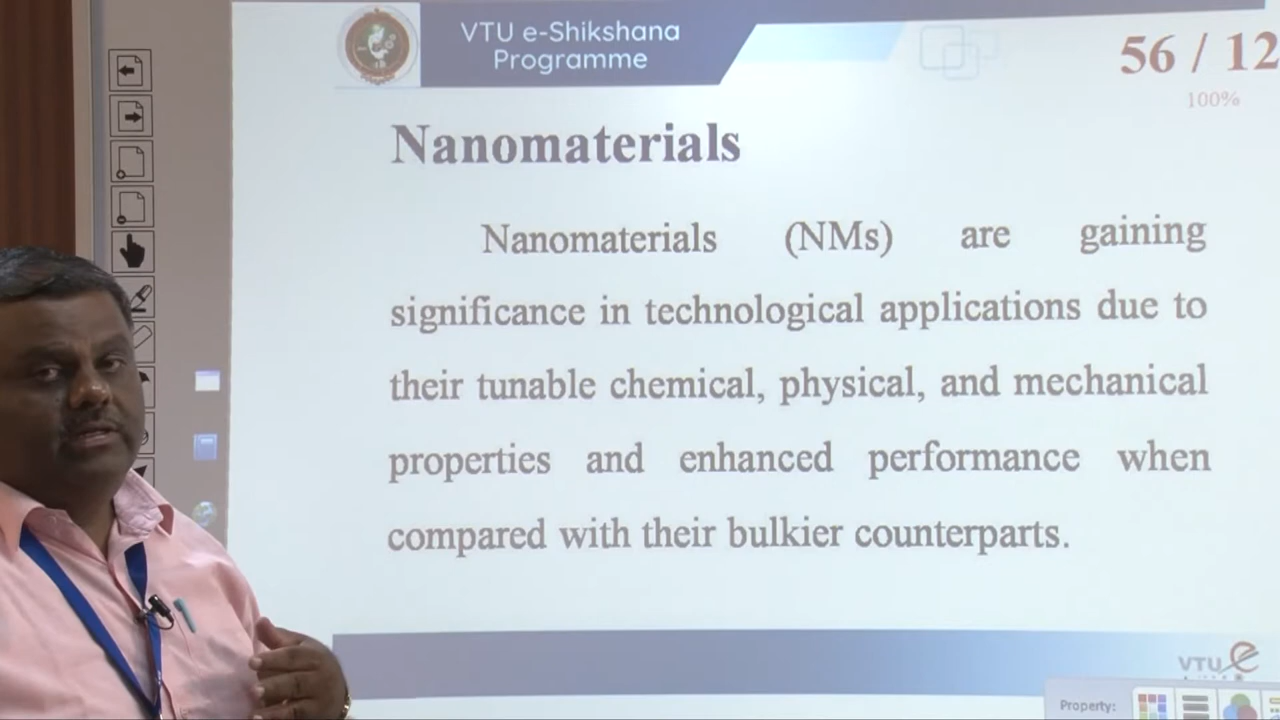 VTU e-Shikshana
Programme
56 / 12
100%
Nanomaterials
Nanomaterials (NMs) are gaining
significance in technological applications due to
their tunable chemical, physical, and mechanical
properties and enhanced performance when
compared with their bulkier counterparts.
VTU e
Property: